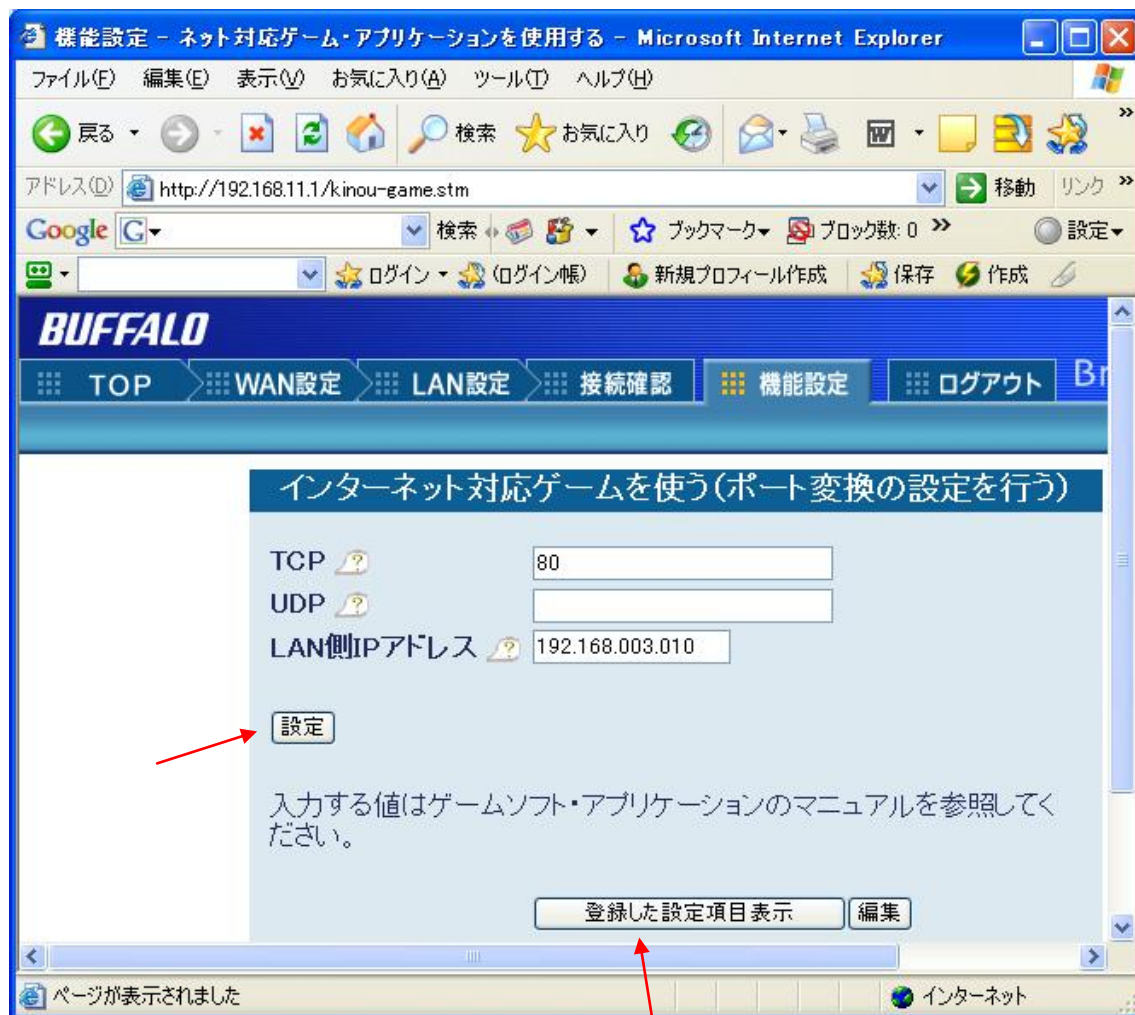 機能設定 - ネット対応ゲーム・アプリケーションを使用する - Microsoft Internet Explorer
ファイル(F) 編集(E) 表示(V) お気に入り(A) ツール(T) ヘルプ(H)
戻る 検索 お気に入り W »
アドレス(D) http://192.168.11.1/kinou-game.stm 移動 リンク »
Google G 検索 ブックマーク ブロック数: 0 » 設定
ログイン (ログイン帳) 新規プロフィール作成 保存 作成
BUFFALO
TOP WAN設定 LAN設定 接続確認 機能設定 ログアウト Br
インターネット対応ゲームを使う(ポート変換の設定を行う)
TCP ? 80
UDP ?
LAN側IPアドレス ? 192.168.003.010
設定
入力する値はゲームソフト・アプリケーションのマニュアルを参照してく
ださい。
登録した設定項目表示 編集
ページが表示されました インターネット